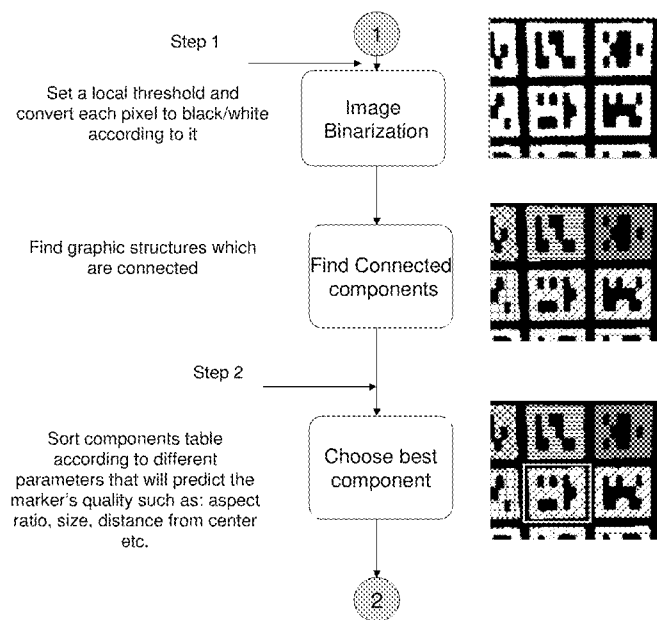 1
Step 1
Set a local threshold and
convert each pixel to black/white
according to it
Image
Binarization
Find graphic structures which
are connected
Find Connected
components
Step 2
Sort components table
according to different
parameters that will predict the
marker's quality such as: aspect
ratio, size, distance from center
etc.
Choose best
component
2